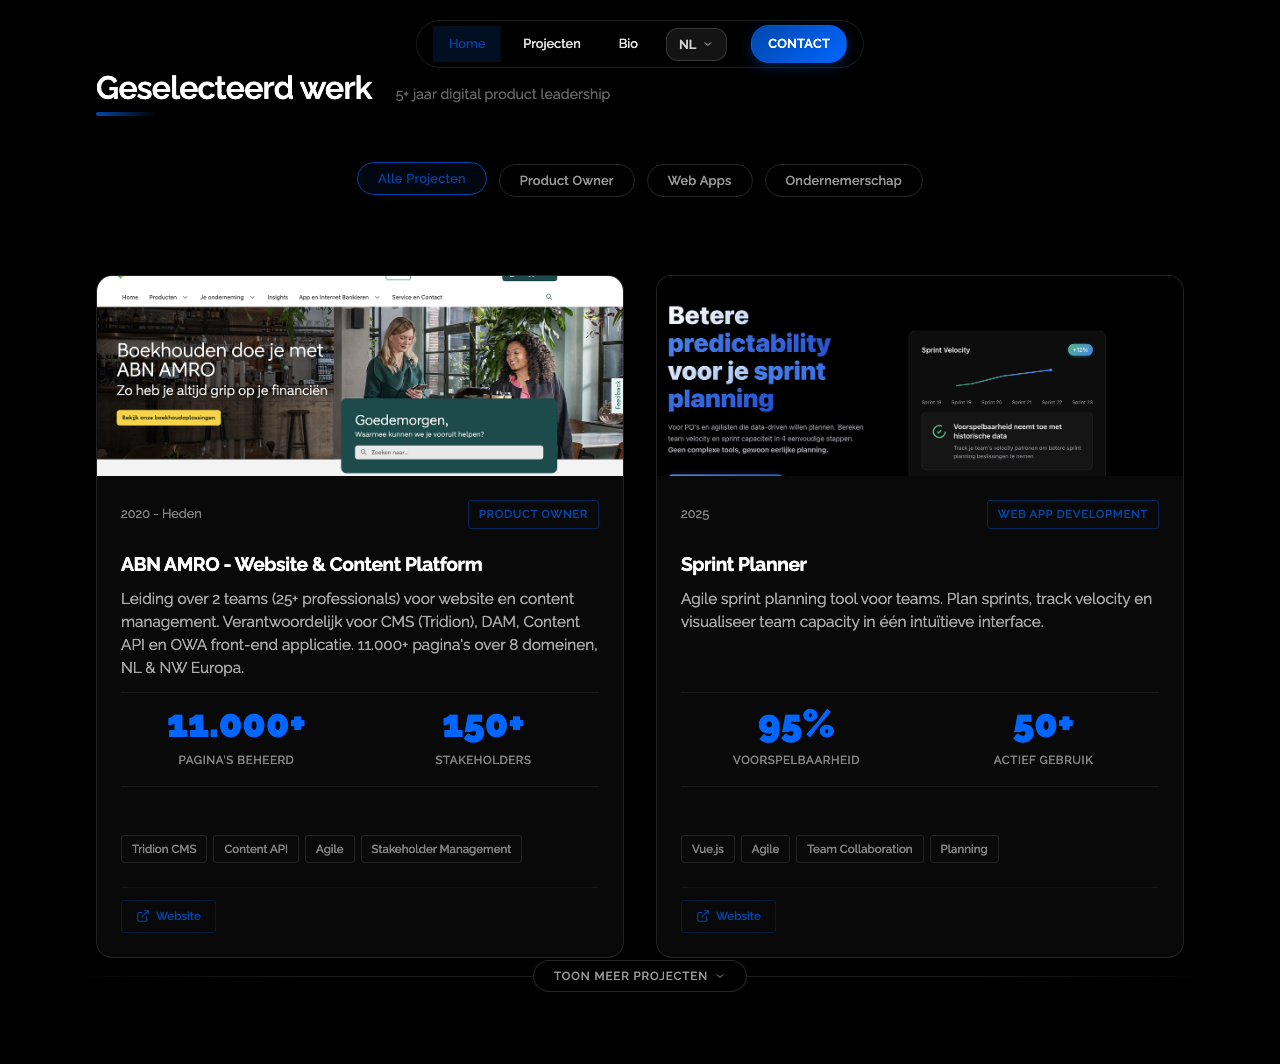 Home Projecten Bio NL CONTACT
Geselecteerd werk 5+ jaar digital product leadership
Alle Projecten Product Owner Web Apps Ondernemerschap
Home Producten Je onderneming Insights App en Internet Bankieren Service en Contact
Boekhouden doe je met
ABN AMRO
Zo heb je altijd grip op je financiën
Bekijk onze boekhoudoplossingen
Feedback
Goedemorgen,
Waarmee kunnen we je vooruit helpen?
Zoeken naar...
2020 - Heden PRODUCT OWNER
ABN AMRO - Website & Content Platform
Leiding over 2 teams (25+ professionals) voor website en content
management. Verantwoordelijk voor CMS (Tridion), DAM, Content
API en OWA front-end applicatie. 11.000+ pagina's over 8 domeinen,
NL & NW Europa.
11.000+ 150+
PAGINA'S BEHEERD STAKEHOLDERS
Tridion CMS Content API Agile Stakeholder Management
Website
Betere
predictability
voor je sprint
planning
Voor PO's en agilisten die data-driven willen plannen. Bereken
team velocity en sprint capaciteit in 4 eenvoudige stappen.
Geen complexe tools, gewoon eerlijke planning.
Sprint Velocity +12%
Sprint 18 Sprint 19 Sprint 20 Sprint 21 Sprint 22 Sprint 23
Voorspelbaarheid neemt toe met
historische data
Track je team's velocity patronen om betere sprint
planning beslissingen te nemen
2025 WEB APP DEVELOPMENT
Sprint Planner
Agile sprint planning tool voor teams. Plan sprints, track velocity en
visualiseer team capacity in één intuïtieve interface.
95% 50+
VOORSPELBAARHEID ACTIEF GEBRUIK
Vue.js Agile Team Collaboration Planning
Website
TOON MEER PROJECTEN